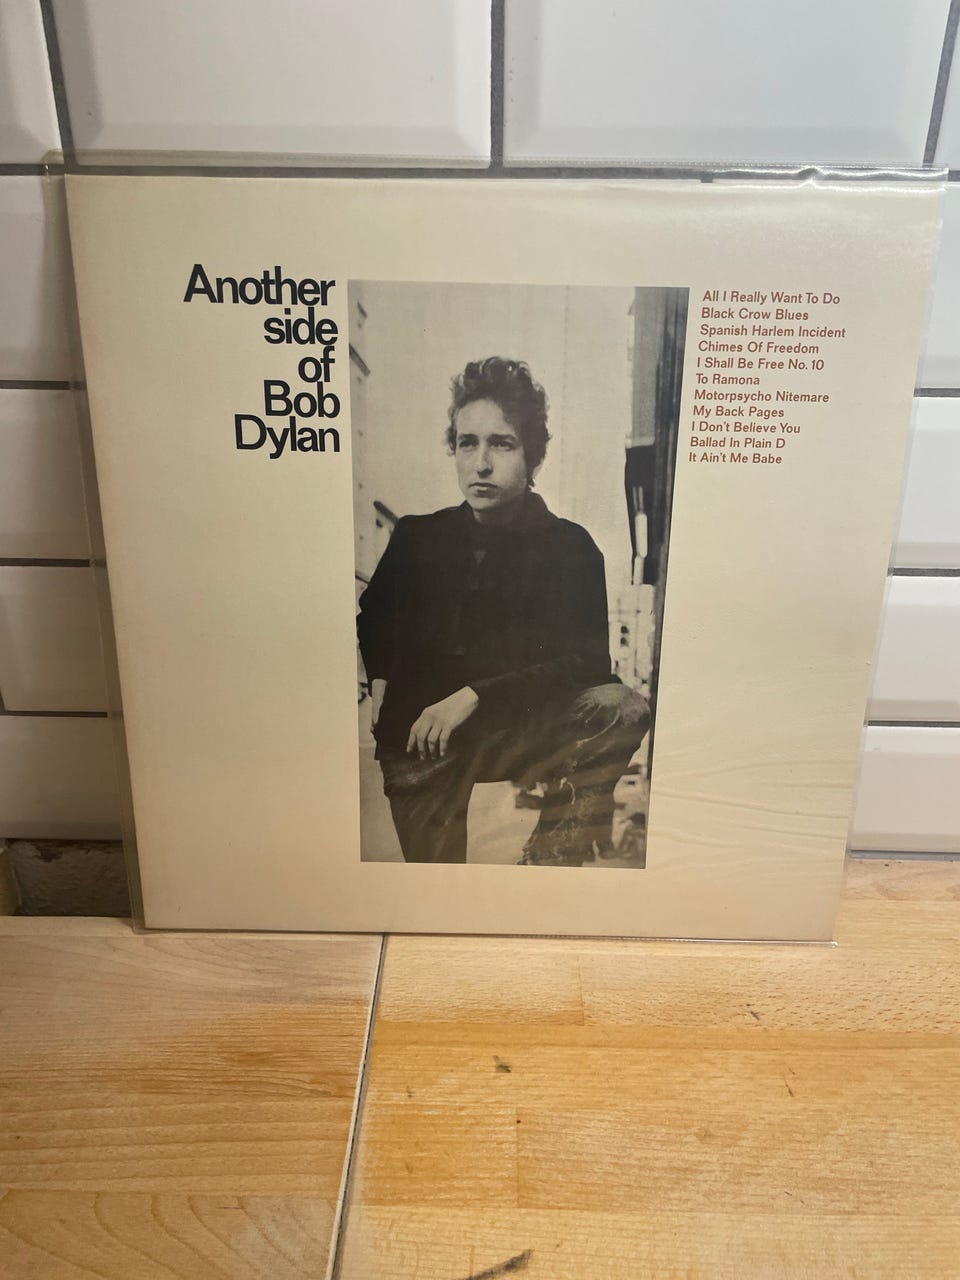 Another
side
of
Bob
Dylan
All I Really Want To Do
Black Crow Blues
Spanish Harlem Incident
Chimes Of Freedom
I Shall Be Free No. 10
To Ramona
Motorpsycho Nitemare
My Back Pages
I Don't Believe You
Ballad In Plain D
It Ain't Me Babe